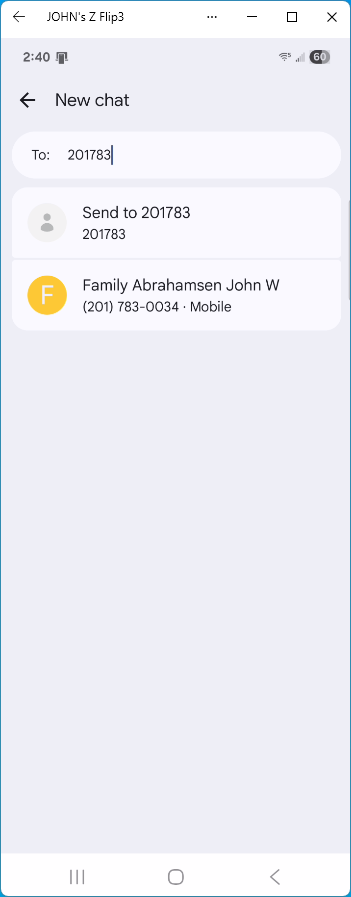 JOHN's Z Flip3
2:40
60
New chat
To: 201783
Send to 201783
201783
F
Family Abrahamsen John W
(201) 783-0034 · Mobile